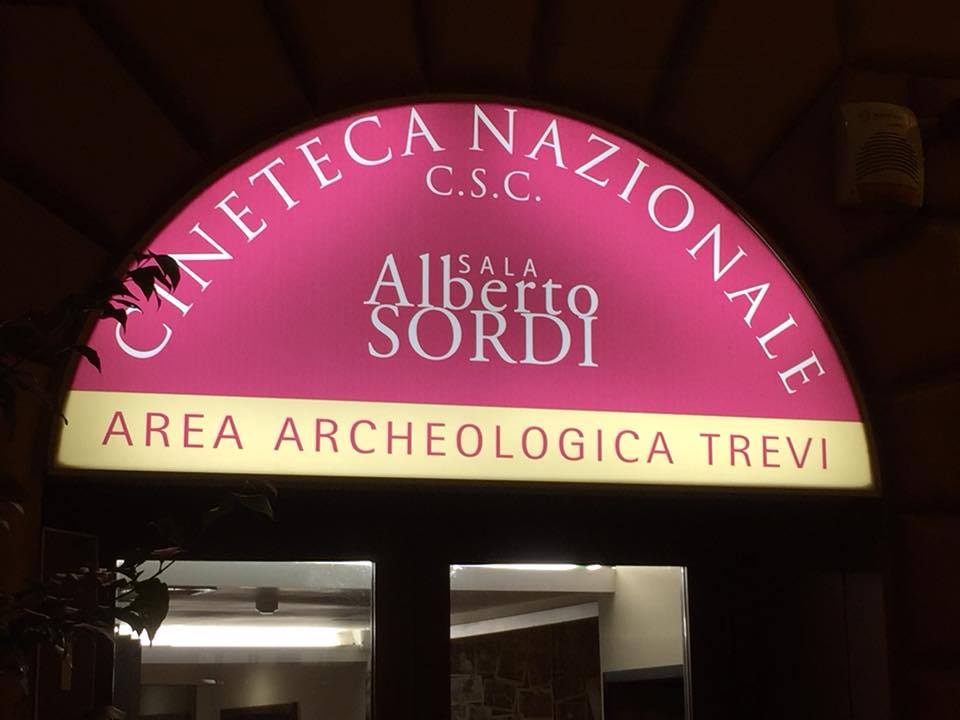 CINETECA NAZIONALE
C.S.C.
SALA
Alberto
SORDI
AREA ARCHEOLOGICA TREVI